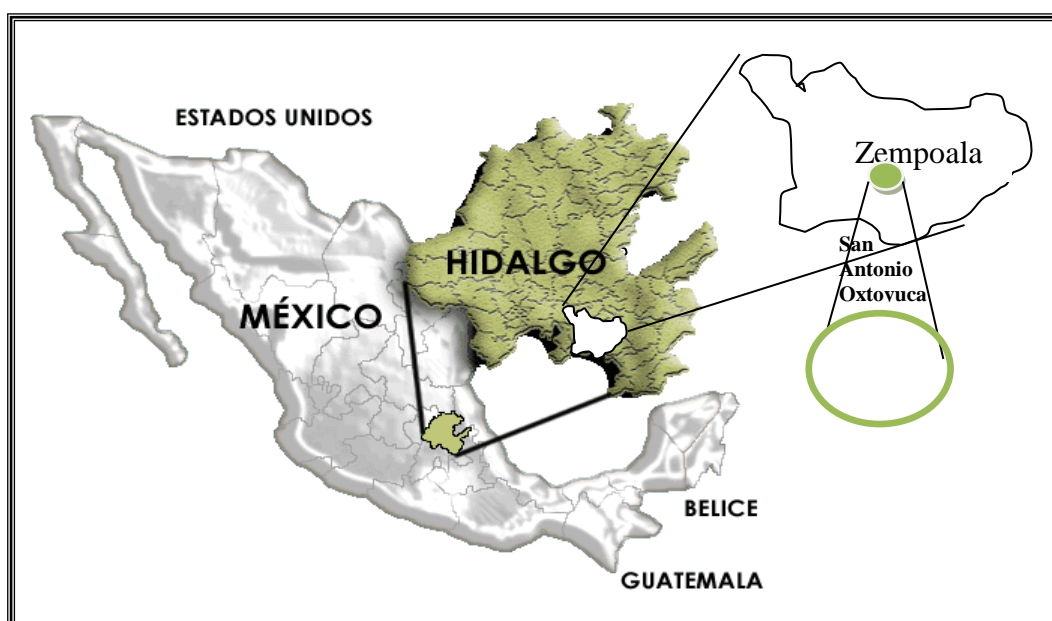 ESTADOS UNIDOS
Zempoala
San
Antonio
Oxtovuca
HIDALGO
MÉXICO
BELICE
GUATEMALA